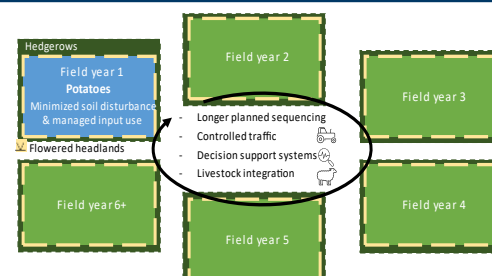 Hedgerows
Field year 1
Potatoes
Minimized soil disturbance
& managed input use
Flowered headlands
Field year 2
Field year 3
- Longer planned sequencing
- Controlled traffic
- Decision support systems
- Livestock integration
Field year 6+
Field year 5
Field year 4